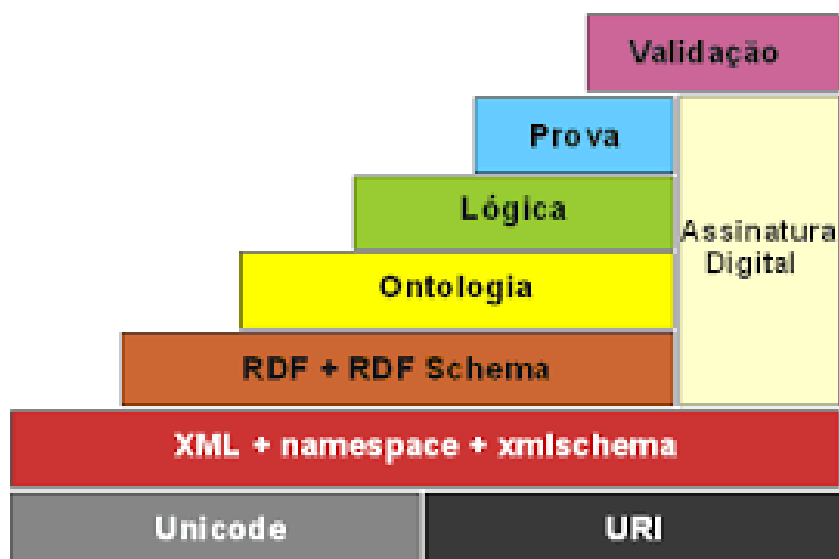 Validação
Prova
Lógica
Assinatura
Digital
Ontologia
RDF + RDF Schema
XML + namespace + xmlschema
Unicode
URI